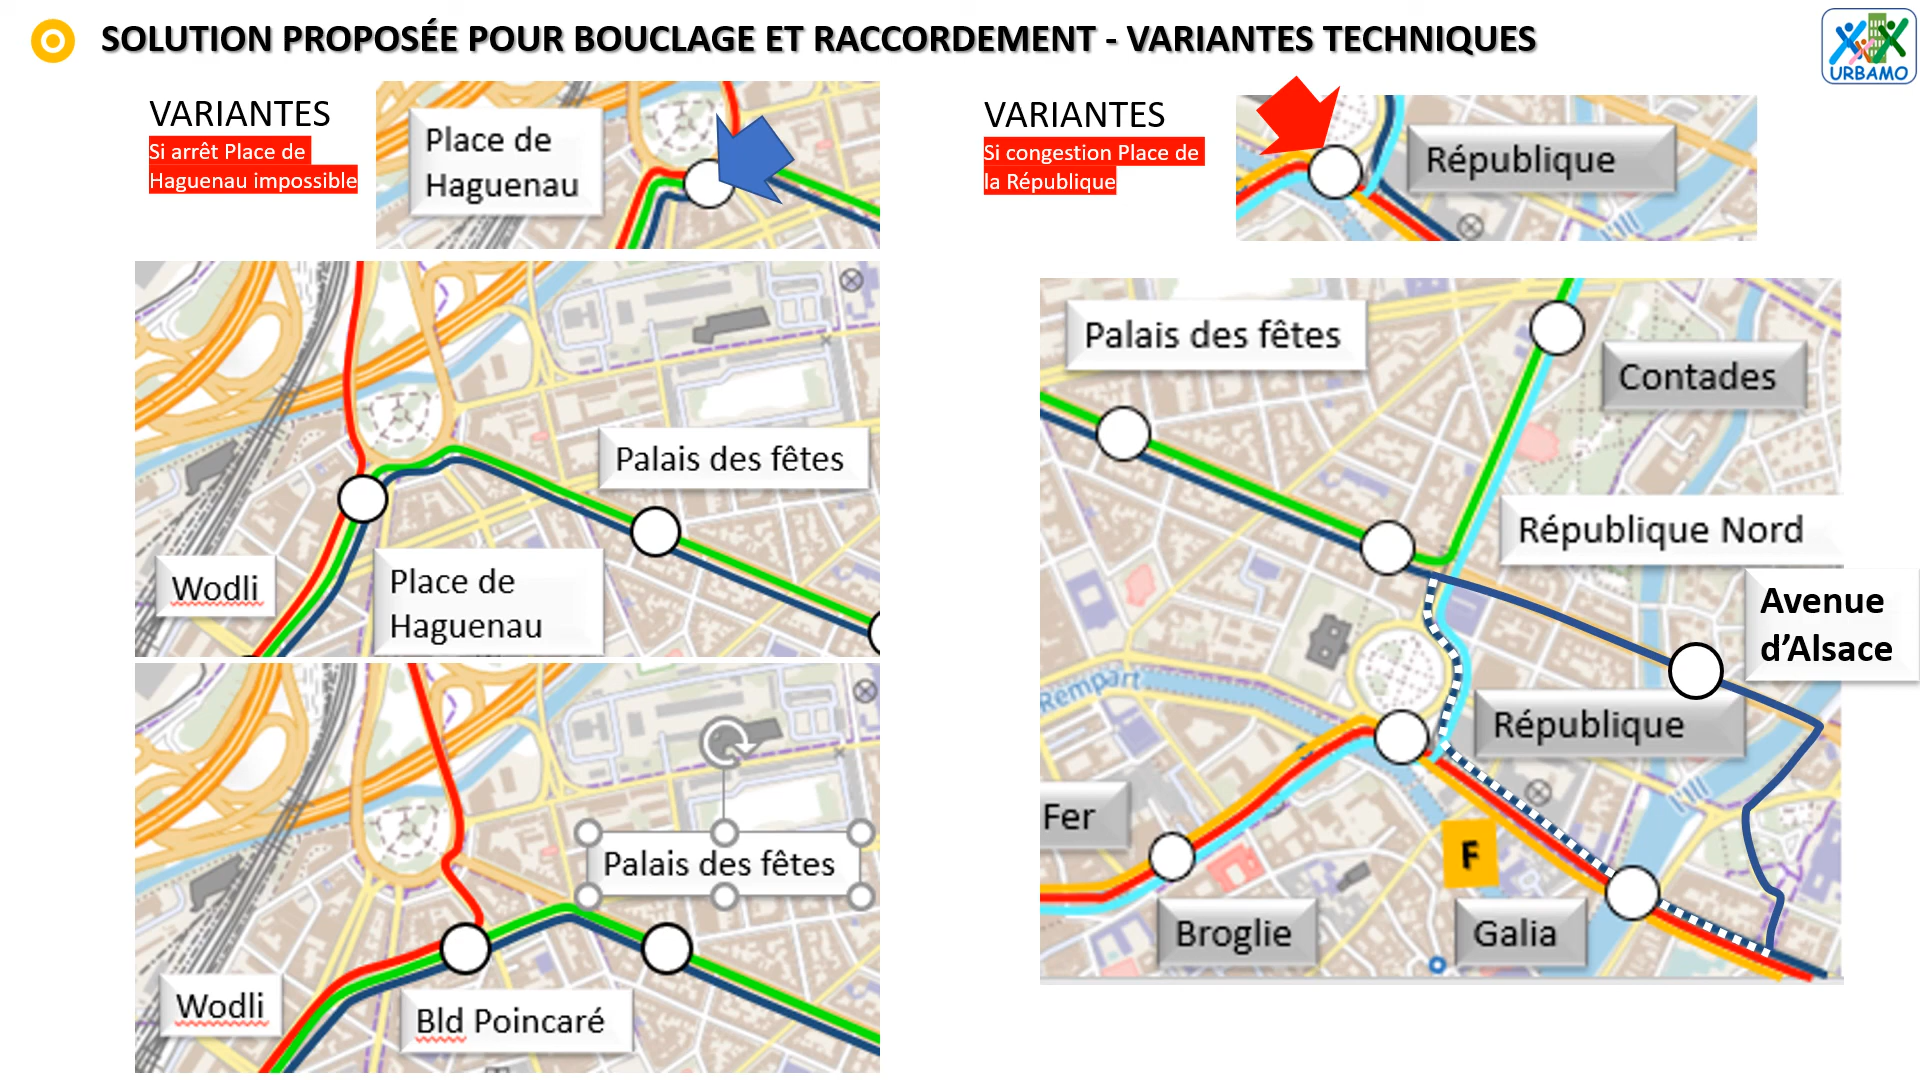 SOLUTION PROPOSÉE POUR BOUCLAGE ET RACCORDEMENT - VARIANTES TECHNIQUES
URBAMO
VARIANTES
Si arrêt Place de
Haguenau impossible
Place de
Haguenau
Palais des fêtes
Wodli
Place de
Haguenau
Palais des fêtes
Wodli
Bld Poincaré
VARIANTES
Si congestion Place de
la République
République
Palais des fêtes
Contades
République Nord
Avenue
d’Alsace
Rempart
République
Fer
F
Broglie
Galia